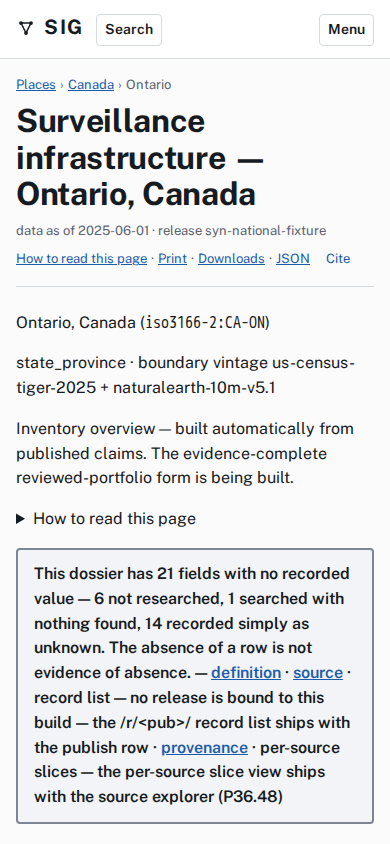 SIG
Search
Menu
Places › Canada › Ontario
Surveillance
infrastructure —
Ontario, Canada
data as of 2025-06-01 · release syn-national-fixture
How to read this page · Print · Downloads · JSON Cite
Ontario, Canada (iso3166-2:CA-ON)
state_province · boundary vintage us-census-
tiger-2025 + naturalearth-10m-v5.1
Inventory overview — built automatically from
published claims. The evidence-complete
reviewed-portfolio form is being built.
▶ How to read this page
This dossier has 21 fields with no recorded
value — 6 not researched, 1 searched with
nothing found, 14 recorded simply as
unknown. The absence of a row is not
evidence of absence. — definition · source ·
record list — no release is bound to this
build — the /r/<pub>/ record list ships with
the publish row · provenance · per-source
slices — the per-source slice view ships
with the source explorer (P36.48)